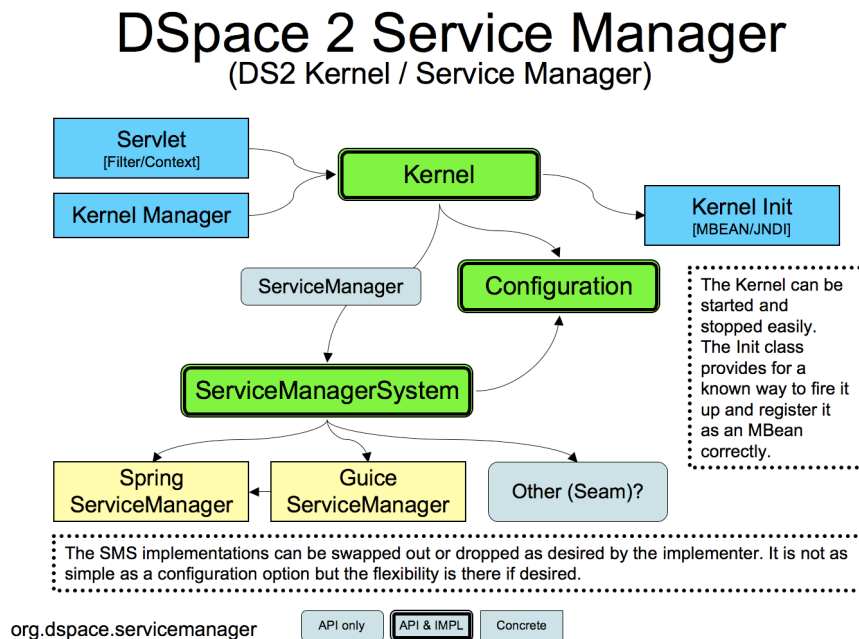 DSpace 2 Service Manager
(DS2 Kernel / Service Manager)
Servlet
[Filter/Context]
Kernel
Kernel Manager
Kernel Init
[MBEAN/JNDI]
ServiceManager
Configuration
The Kernel can be
started and
stopped easily.
The Init class
provides for a
known way to fire it
up and register it
as an MBean
correctly.
ServiceManagerSystem
Spring
ServiceManager
Guice
ServiceManager
Other (Seam)?
The SMS implementations can be swapped out or dropped as desired by the implementer. It is not as
simple as a configuration option but the flexibility is there if desired.
org.dspace.servicemanager
API only
API & IMPL
Concrete